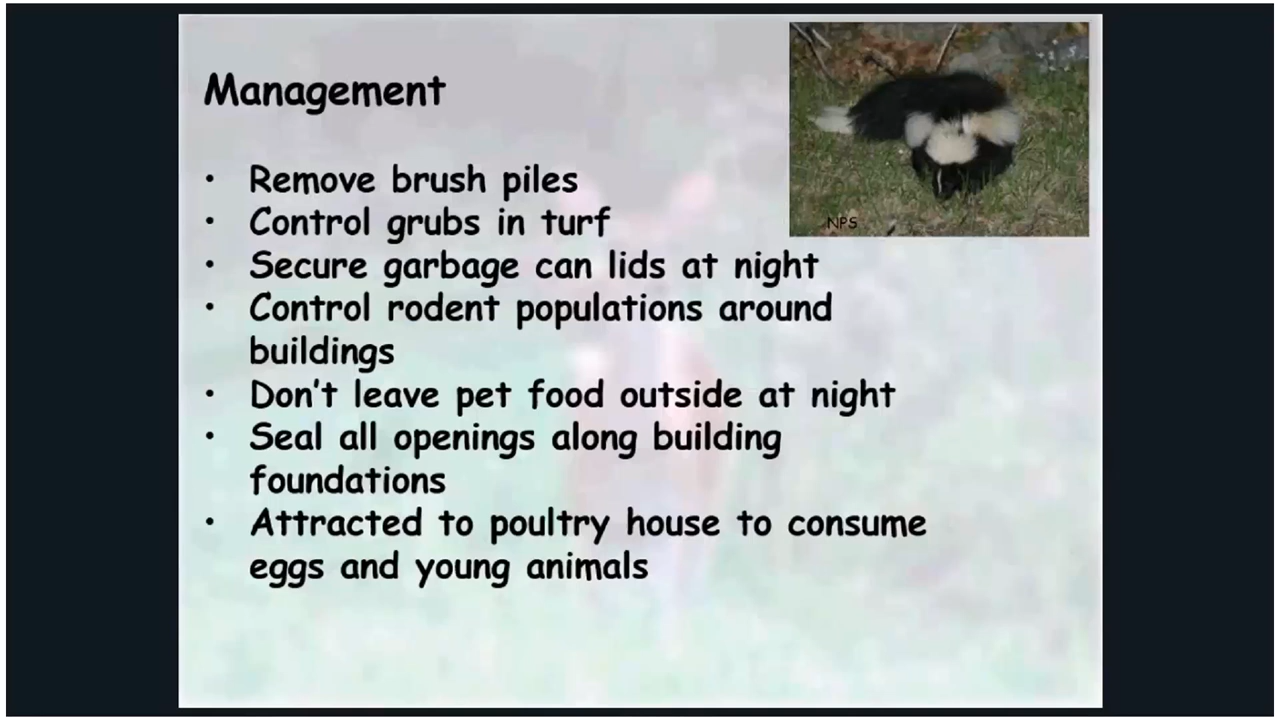 Management
NPS
• Remove brush piles
• Control grubs in turf
• Secure garbage can lids at night
• Control rodent populations around
buildings
• Don't leave pet food outside at night
• Seal all openings along building
foundations
• Attracted to poultry house to consume
eggs and young animals